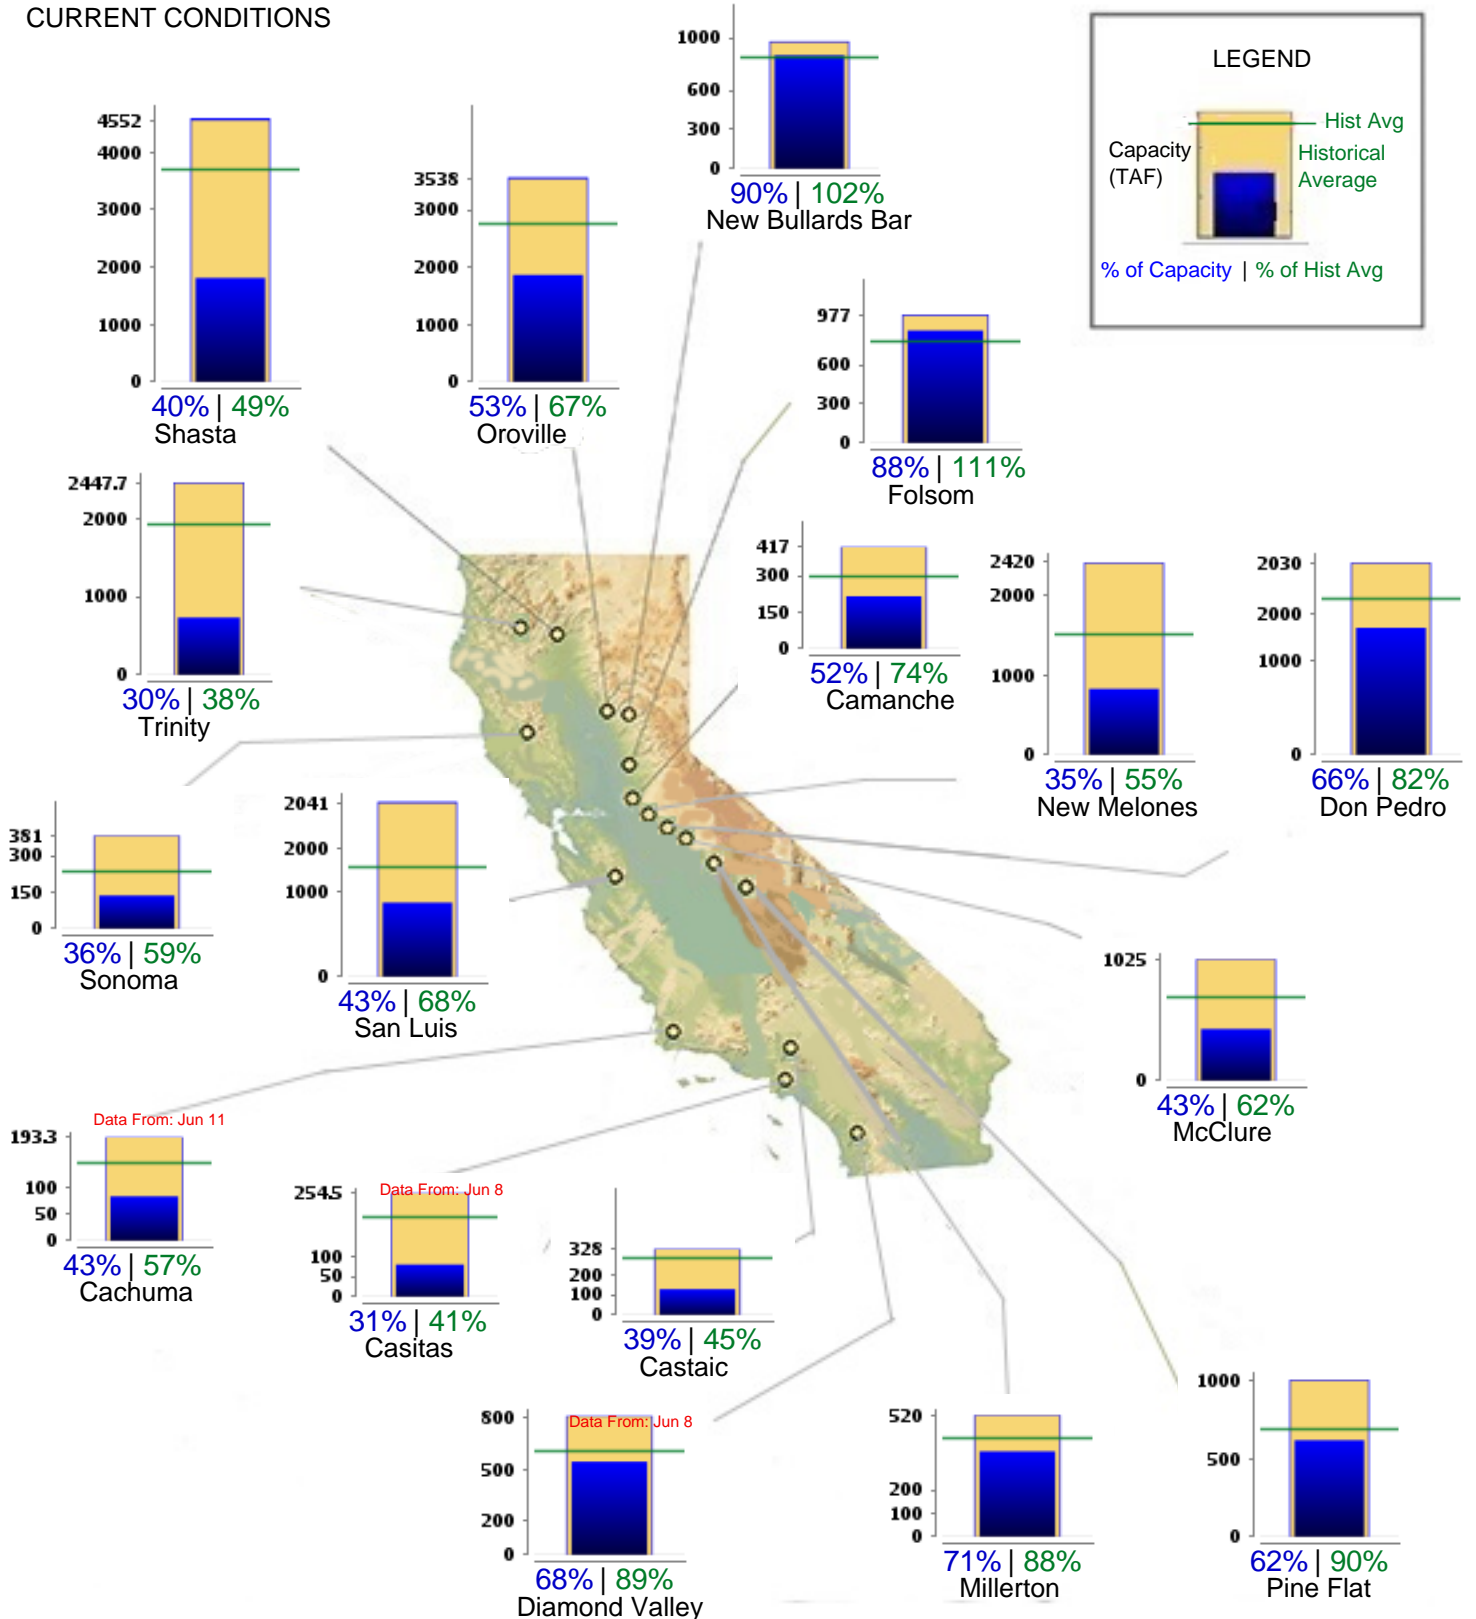 CURRENT CONDITIONS
LEGEND
Hist Avg
Capacity
(TAF)
Historical
Average
% of Capacity | % of Hist Avg
1000
600
300
0
90% | 102%
New Bullards Bar
4552
4000
3000
2000
1000
0
40% | 49%
Shasta
3538
3000
2000
1000
0
53% | 67%
Oroville
977
600
300
0
88% | 111%
Folsom
2447.7
2000
1000
0
30% | 38%
Trinity
417
300
150
0
52% | 74%
Camanche
2420
2000
1000
0
35% | 55%
New Melones
2030
2000
1000
0
66% | 82%
Don Pedro
381
300
150
0
36% | 59%
Sonoma
2041
2000
1000
0
43% | 68%
San Luis
1025
0
43% | 62%
McClure
Data From: Jun 11
193.3
100
50
0
43% | 57%
Cachuma
Data From: Jun 8
254.5
100
50
0
31% | 41%
Casitas
328
200
100
0
39% | 45%
Castaic
Data From: Jun 8
800
500
200
0
68% | 89%
Diamond Valley
520
200
100
0
71% | 88%
Millerton
1000
500
0
62% | 90%
Pine Flat